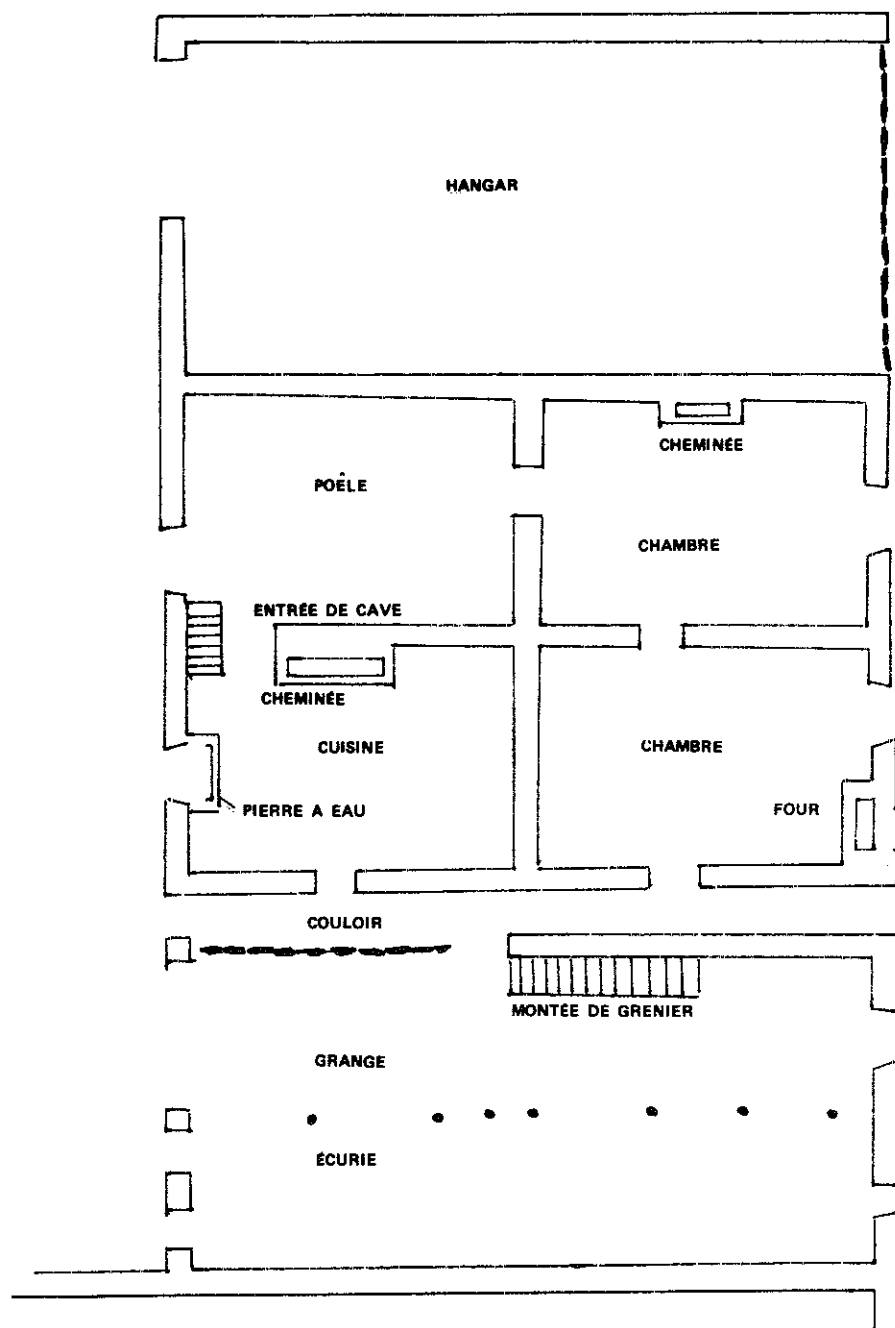 HANGAR
CHEMINÉE
POÊLE
CHAMBRE
ENTRÉE DE CAVE
CHEMINÉE
CUISINE
CHAMBRE
PIERRE A EAU
FOUR
COULOIR
MONTÉE DE GRENIER
GRANGE
ÉCURIE